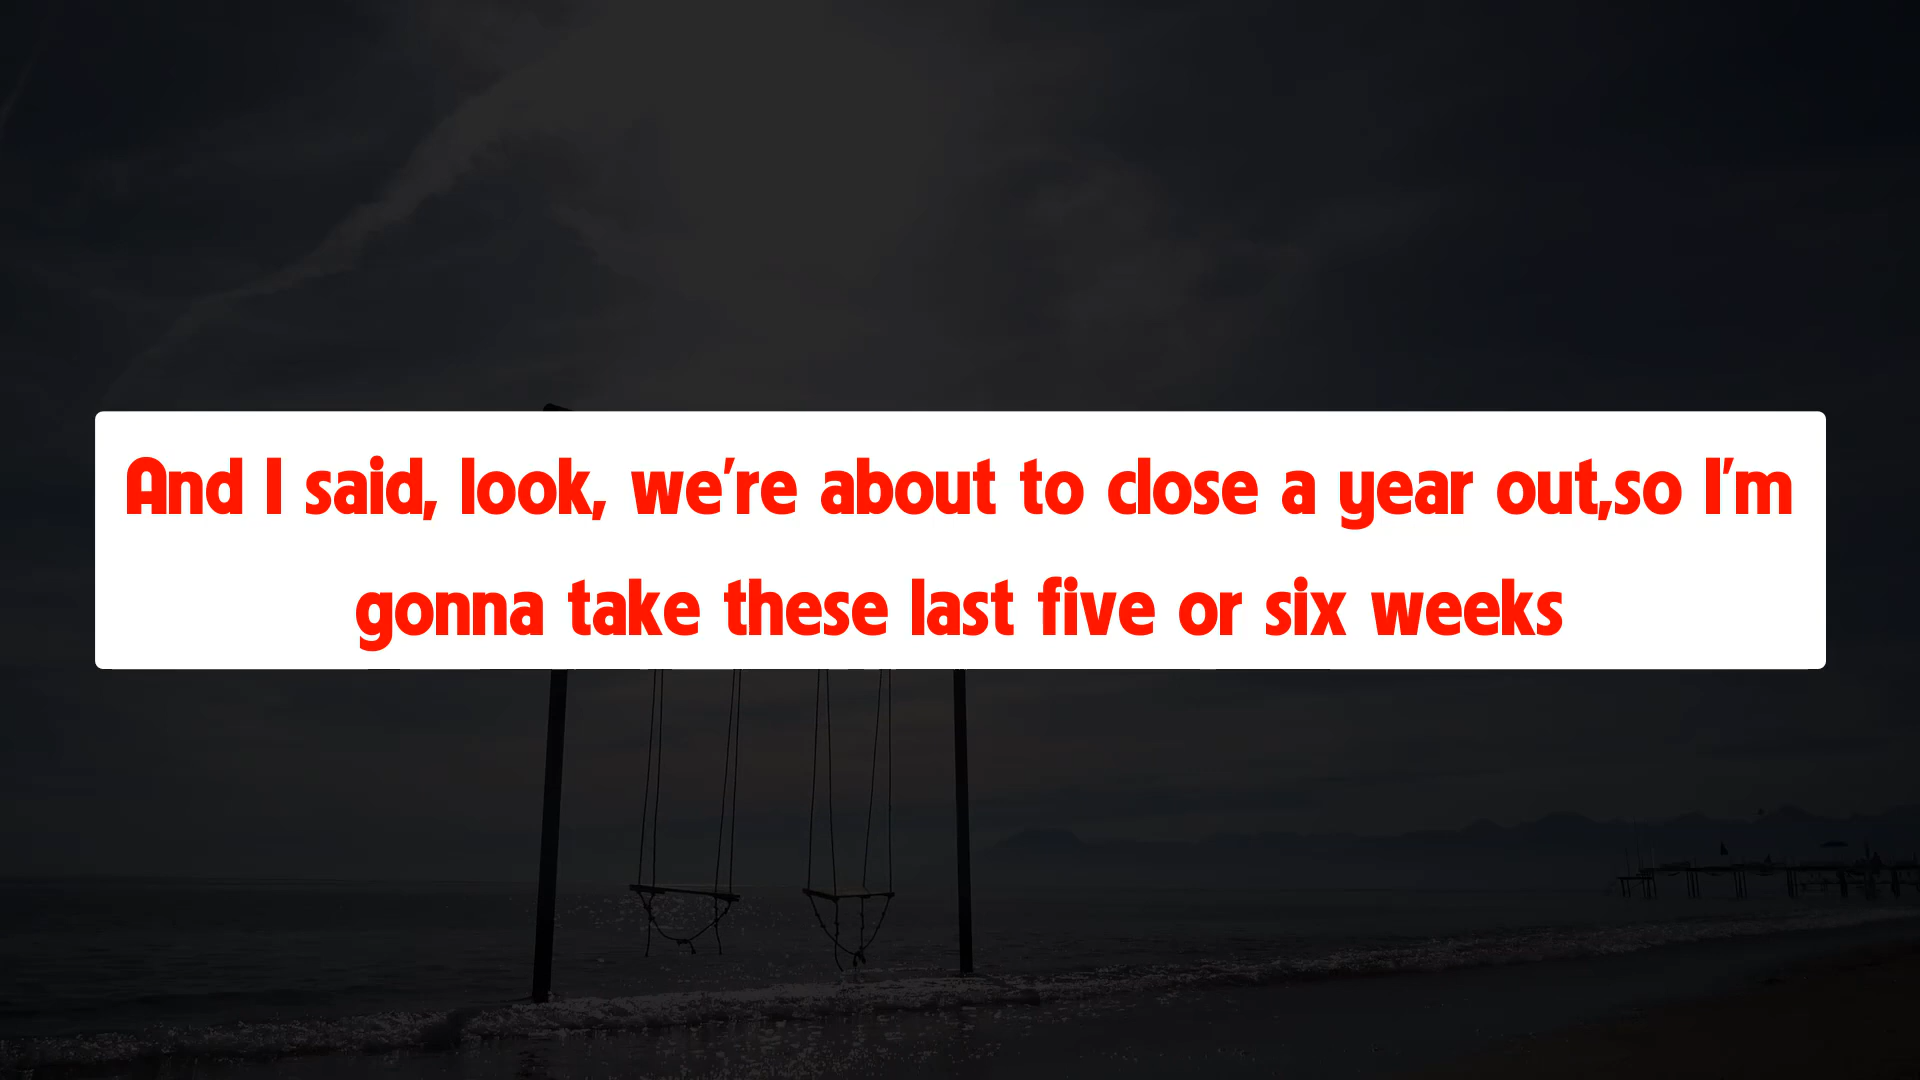 And I said, look, we're about to close a year out,so I'm
gonna take these last five or six weeks